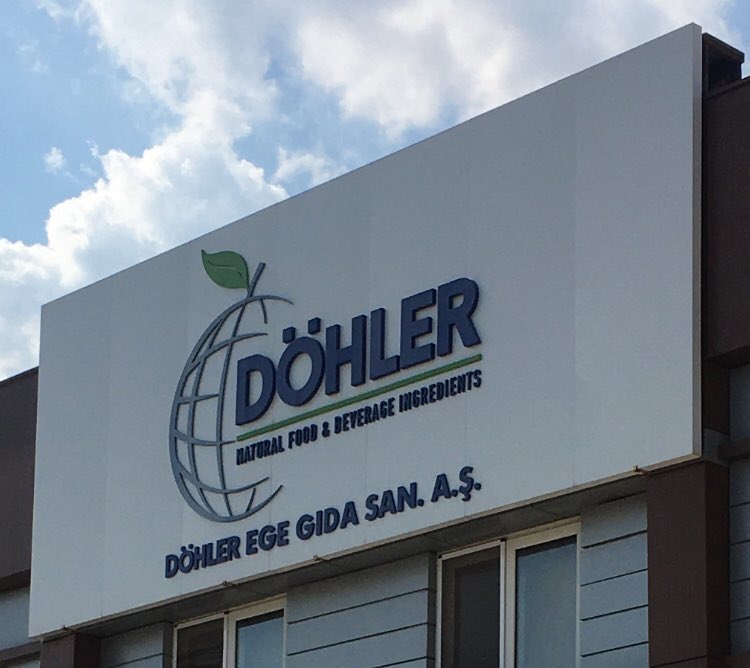 DÖHLER
NATURAL FOOD & BEVERAGE INGREDIENTS
DÖHLER EGE GIDA SAN. A.Ş.